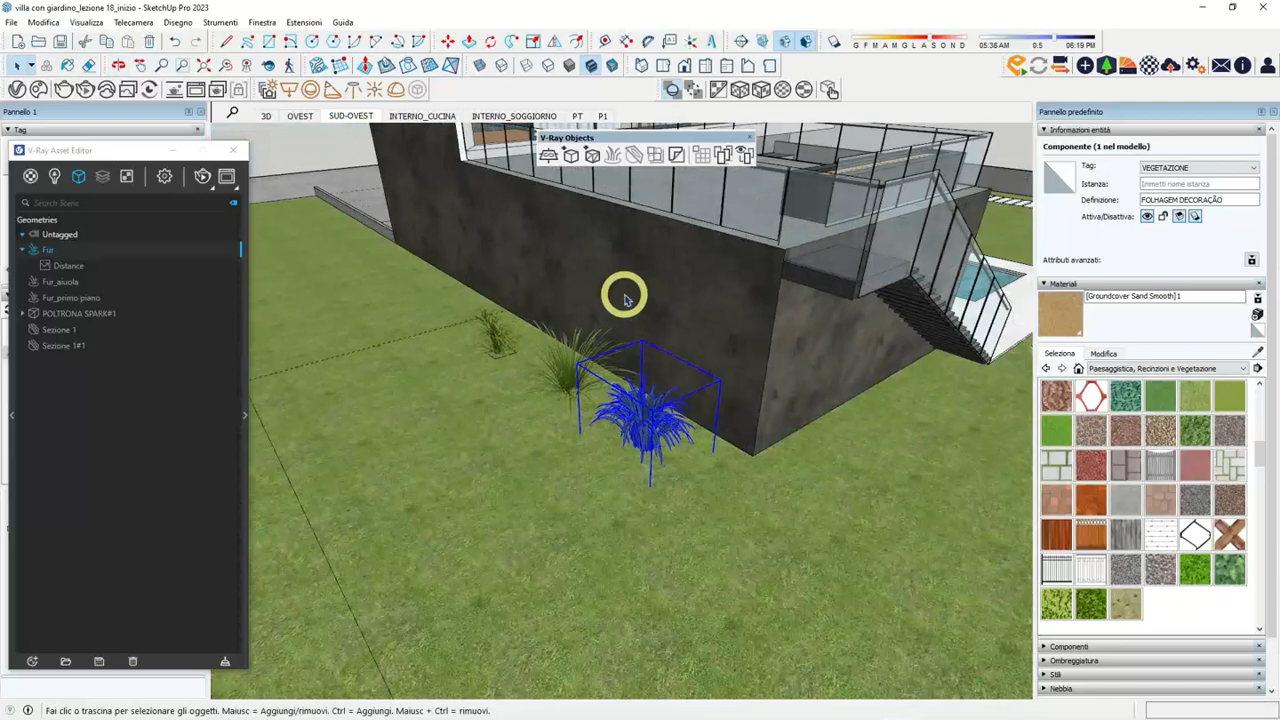 villa con giardino_lezione 18_inizio - SketchUp Pro 2023
File Modifica Visualizza Telecamera Disegno Strumenti Finestra Estensioni Guida
G F M A M G L A S O N D
05:38 AM 0.5 06:19 PM
3D OVEST SUD-OVEST INTERNO_CUCINA INTERNO_SOGGIORNO PT P1
Pannello 1
Tag
V-Ray Asset Editor
Search Scene
Geometries
Untagged
Fur
Distance
Fur_aiuola
Fur_primo piano
POLTRONA SPARK#1
Sezione 1
Sezione 1#1
V-Ray Objects
Pannello predefinito
Informazioni entità
Componente (1 nel modello)
Tag: VEGETAZIONE
Istanza: Immetti nome istanza
Definizione: FOLHAGEM DECORAÇÃO
Attiva/Disattiva:
Attributi avanzati:
Materiali
[Groundcover Sand Smooth]1
Seleziona Modifica
Paesaggistica, Recinzioni e Vegetazione
Componenti
Ombreggiatura
Stili
Nebbia
Fai clic o trascina per selezionare gli oggetti. Maiusc = Aggiungi/rimuovi. Ctrl = Aggiungi. Maiusc + Ctrl = rimuovi.